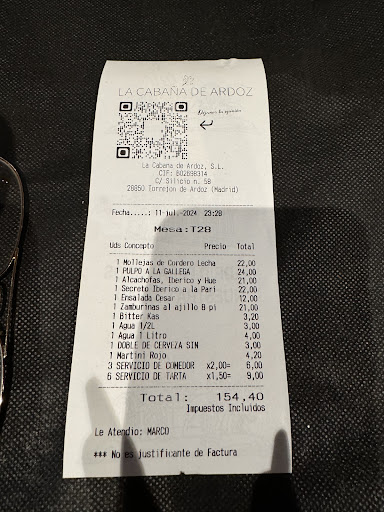 LA CABAÑA DE ARDOZ
Déjanos tu opinión
La Cabaña de Ardoz, S.L.
CIF: B02698314
C/ Silicio n. 58
28850 Torrejon de Ardoz (Madrid)
Fecha.....: 11-jul.-2024 23:28
Mesa:T28
Uds Concepto Precio Total
1 Mollejas de Cordero Lecha 22,00
1 PULPO A LA GALLEGA 24,00
1 Alcachofas, Iberico y Hue 21,00
1 Secreto Iberico a la Pari 22,00
1 Ensalada Cesar 12,00
1 Zamburinas al ajillo 8 pi 21,00
1 Bitter Kas 3,20
1 Agua 1/2L 3,00
1 Agua 1 Litro 4,00
1 DOBLE DE CERVEZA SIN 3,00
1 Martini Rojo 4,20
3 SERVICIO DE COMEDOR x2,00= 6,00
6 SERVICIO DE TARTA x1,50= 9,00
Total: 154,40
Impuestos Incluidos
Le Atendio: MARCO
*** No es justificante de Factura